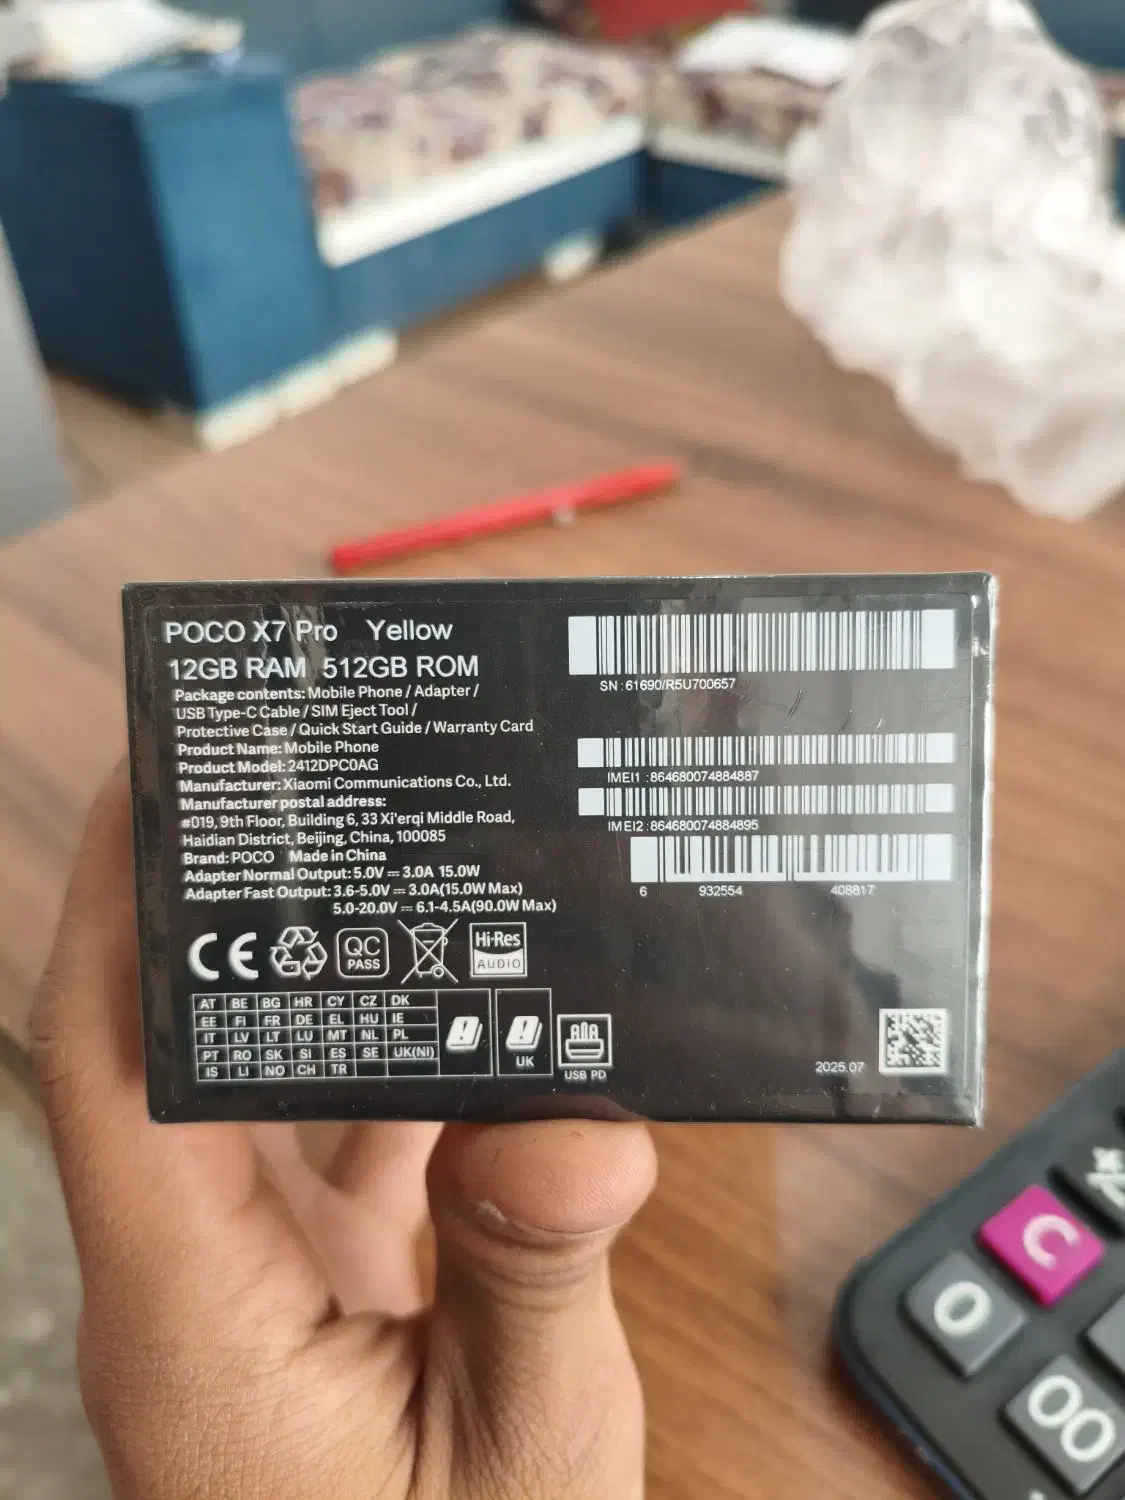 POCO X7 Pro Yellow
12GB RAM 512GB ROM
Package contents: Mobile Phone / Adapter /
USB Type-C Cable / SIM Eject Tool /
Protective Case / Quick Start Guide / Warranty Card
Product Name: Mobile Phone
Product Model: 2412DPC0AG
Manufacturer: Xiaomi Communications Co., Ltd.
Manufacturer postal address:
#019, 9th Floor, Building 6, 33 Xi'erqi Middle Road,
Haidian District, Beijing, China, 100085
Brand: POCO Made in China
Adapter Normal Output: 5.0V ⎓ 3.0A 15.0W
Adapter Fast Output: 3.6-5.0V ⎓ 3.0A(15.0W Max)
5.0-20.0V ⎓ 6.1-4.5A(90.0W Max)
SN : 61690/R5U700657
IMEI1 : 864680074884887
IMEI2 : 864680074884895
6 932554 408817
CE
QC
PASS
Hi-Res
AUDIO
AT BE BG HR CY CZ DK
EE FI FR DE EL HU IE
IT LV LT LU MT NL PL
PT RO SK SI ES SE UK(NI)
IS LI NO CH TR
UK
USB PD
2025.07
C
0
00